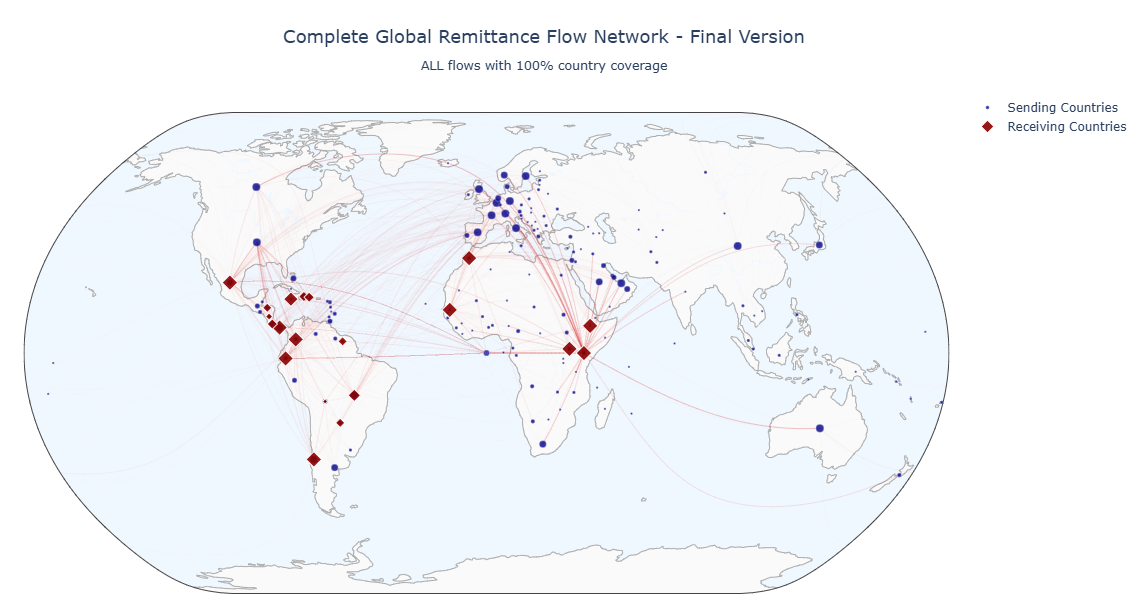 Complete Global Remittance Flow Network - Final Version
ALL flows with 100% country coverage
Sending Countries
Receiving Countries